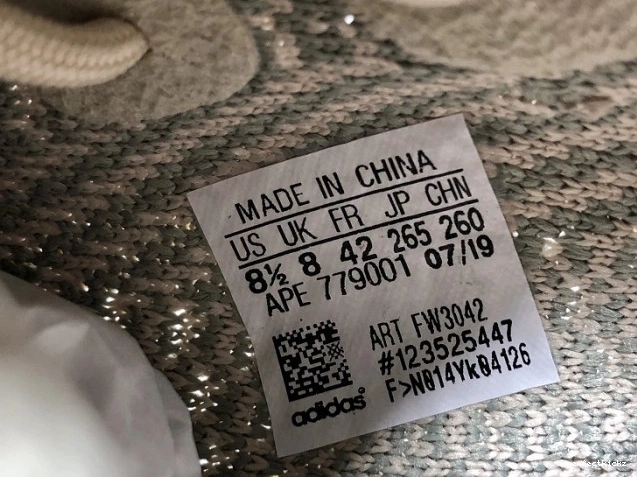 MADE IN CHINA
US UK FR JP CHN
8½ 8 42 265 260
APE 779001 07/19
ART FW3042
#123525447
F>N014Yk04126
adidas®